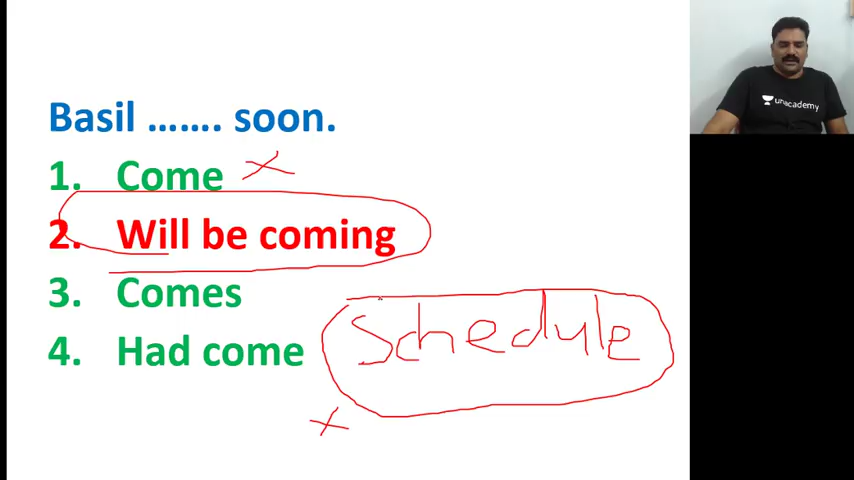 Basil ....... soon.
1. Come x
2. Will be coming
3. Comes
4. Had come
Schedule
x
unacademy